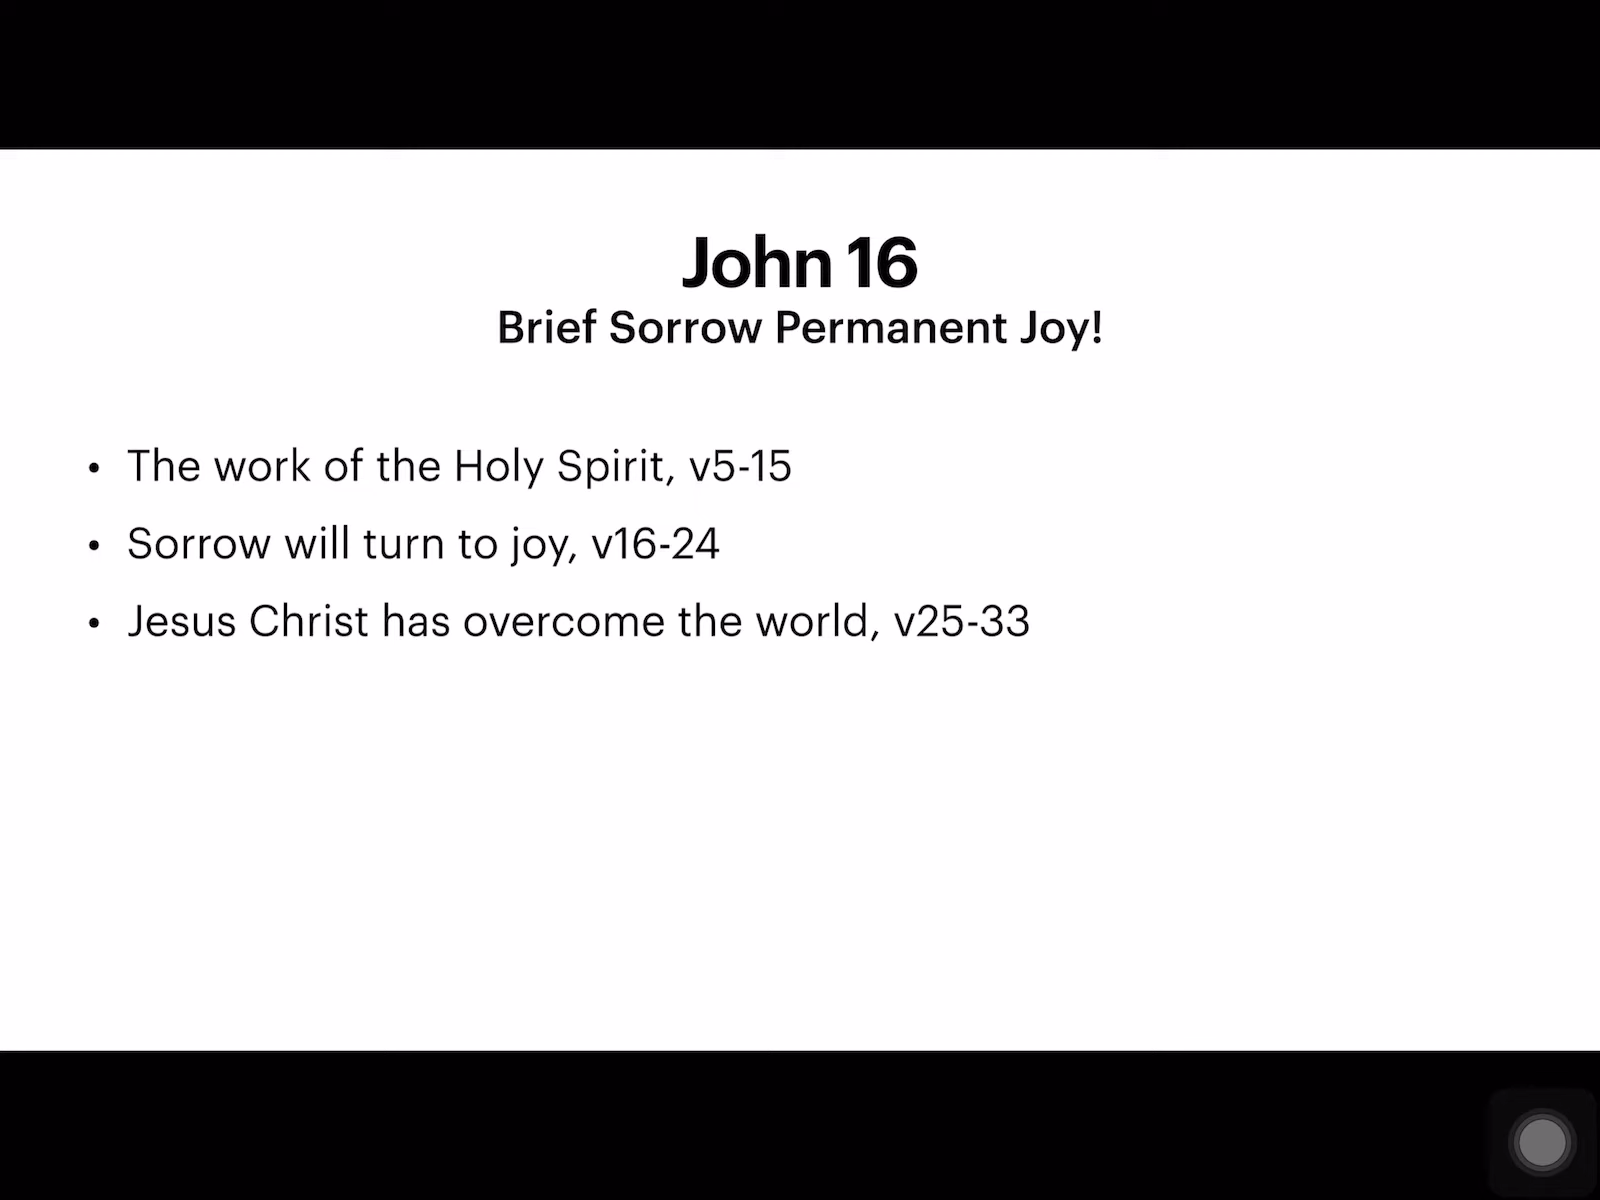 John 16
Brief Sorrow Permanent Joy!
• The work of the Holy Spirit, v5-15
• Sorrow will turn to joy, v16-24
• Jesus Christ has overcome the world, v25-33